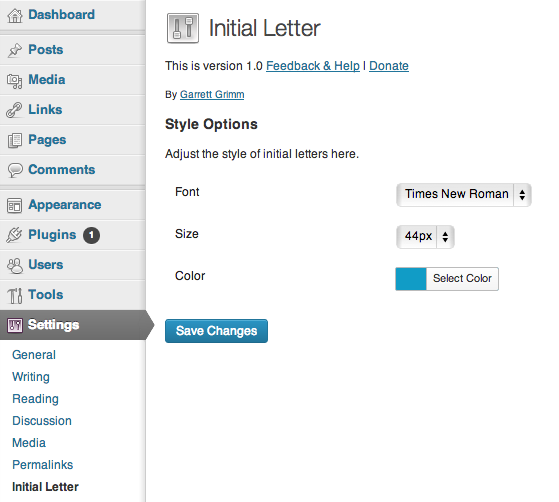 Dashboard
Posts
Media
Links
Pages
Comments
Appearance
Plugins 1
Users
Tools
Settings
General
Writing
Reading
Discussion
Media
Permalinks
Initial Letter
Initial Letter
This is version 1.0 Feedback & Help | Donate
By Garrett Grimm
Style Options
Adjust the style of initial letters here.
Font Times New Roman
Size 44px
Color Select Color
Save Changes